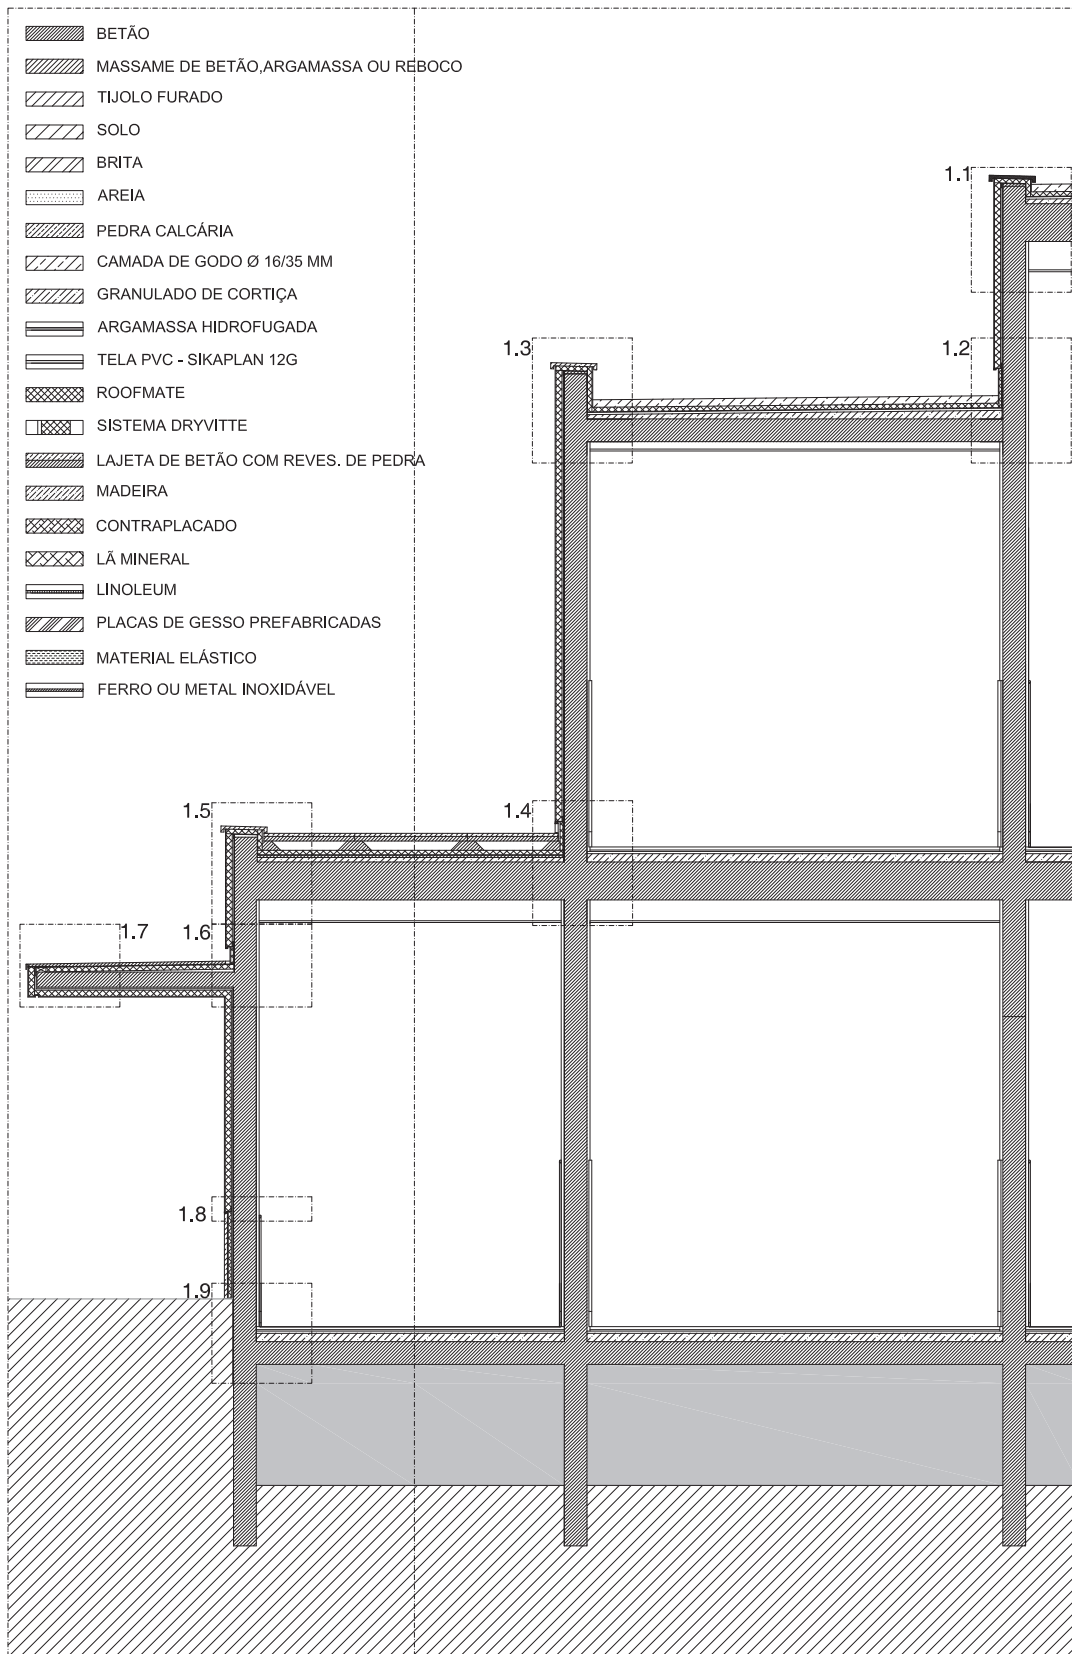 BETÃO
MASSAME DE BETÃO,ARGAMASSA OU REBOCO
TIJOLO FURADO
SOLO
BRITA
AREIA
PEDRA CALCÁRIA
CAMADA DE GODO Ø 16/35 MM
GRANULADO DE CORTIÇA
ARGAMASSA HIDROFUGADA
TELA PVC - SIKAPLAN 12G
ROOFMATE
SISTEMA DRYVITTE
LAJETA DE BETÃO COM REVES. DE PEDRA
MADEIRA
CONTRAPLACADO
LÃ MINERAL
LINOLEUM
PLACAS DE GESSO PREFABRICADAS
MATERIAL ELÁSTICO
FERRO OU METAL INOXIDÁVEL
1.1
1.3
1.2
1.5
1.4
1.7
1.6
1.8
1.9